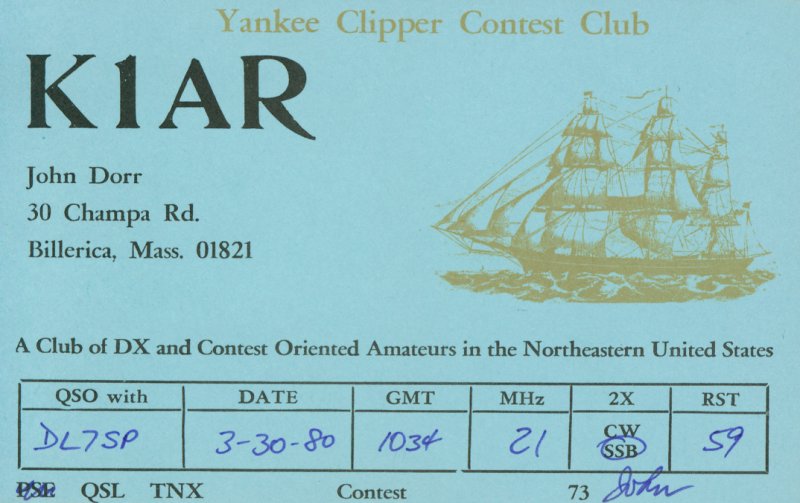 Yankee Clipper Contest Club
K1AR
John Dorr
30 Champa Rd.
Billerica, Mass. 01821
A Club of DX and Contest Oriented Amateurs in the Northeastern United States
QSO with DATE GMT MHz 2X RST
DL7SP 3-30-80 1034 21 CW SSB 59
PSE QSL TNX Contest 73 John